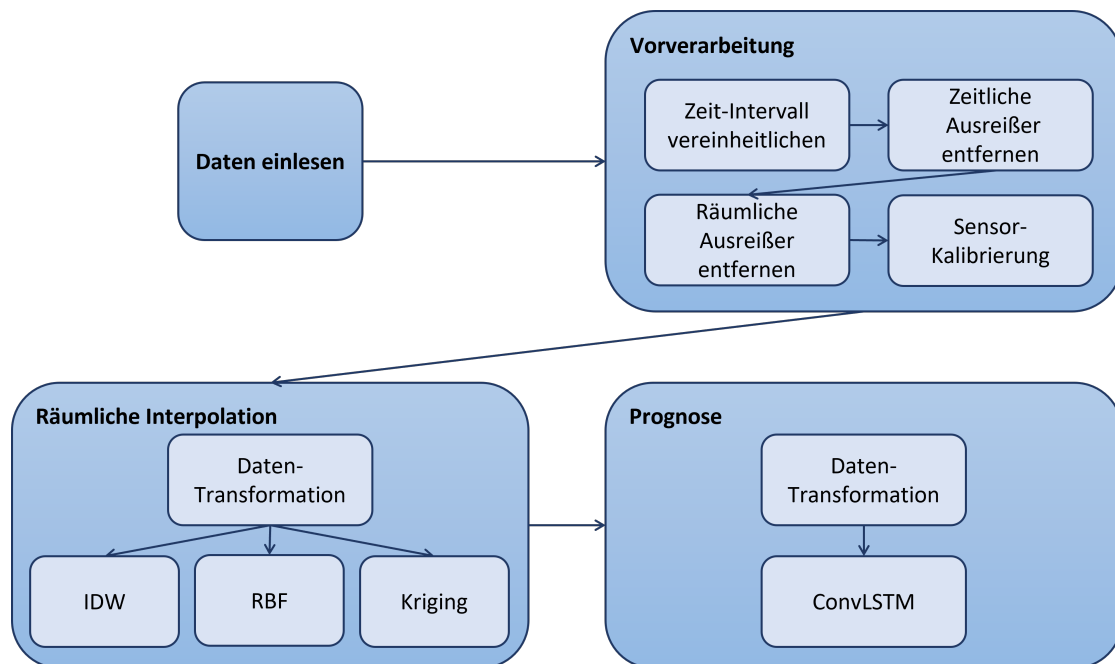 Daten einlesen
Vorverarbeitung
Zeit-Intervall
vereinheitlichen
Zeitliche
Ausreißer
entfernen
Räumliche
Ausreißer
entfernen
Sensor-
Kalibrierung
Räumliche Interpolation
Daten-
Transformation
IDW
RBF
Kriging
Prognose
Daten-
Transformation
ConvLSTM